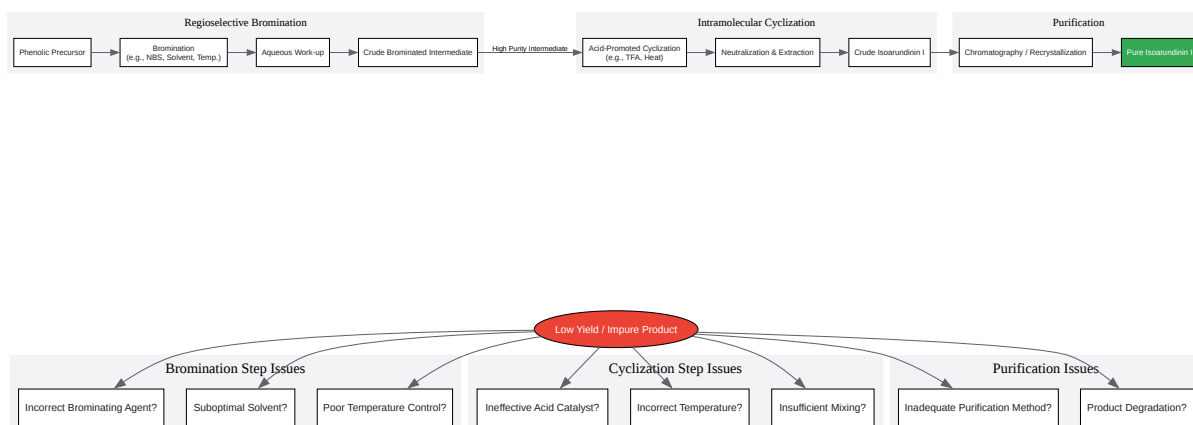 Regioselective Bromination
Intramolecular Cyclization
Purification
Phenolic Precursor
Bromination
(e.g., NBS, Solvent, Temp.)
Aqueous Work-up
Crude Brominated Intermediate
High Purity Intermediate
Acid-Promoted Cyclization
(e.g., TFA, Heat)
Neutralization & Extraction
Crude Isoarundinin I
Chromatography / Recrystallization
Pure Isoarundinin I
Low Yield / Impure Product
Bromination Step Issues
Cyclization Step Issues
Purification Issues
Incorrect Brominating Agent?
Suboptimal Solvent?
Poor Temperature Control?
Ineffective Acid Catalyst?
Incorrect Temperature?
Insufficient Mixing?
Inadequate Purification Method?
Product Degradation?